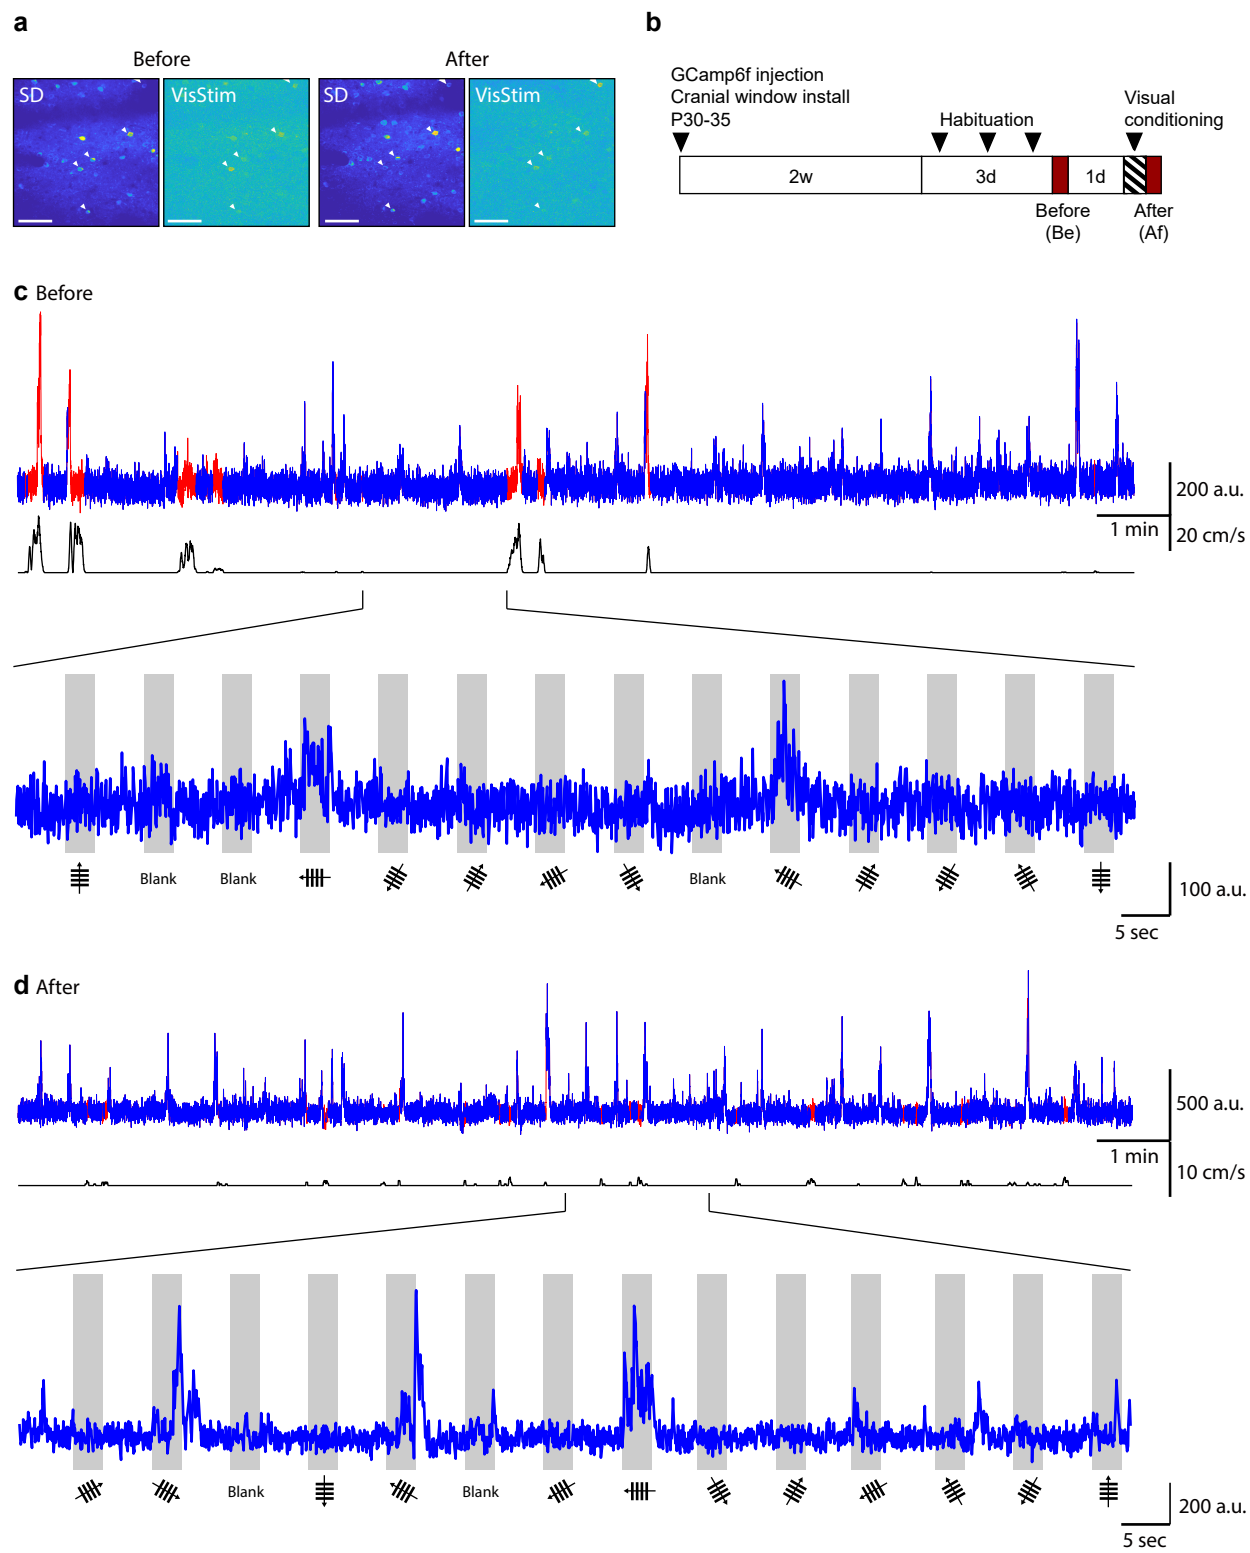 a
Before
After
SD
VisStim
SD
VisStim
b
GCamp6f injection
Cranial window install
P30-35
Habituation
Visual
conditioning
2w
3d
1d
Before
(Be)
After
(Af)
c Before
200 a.u.
1 min
20 cm/s
Blank
Blank
Blank
100 a.u.
5 sec
d After
500 a.u.
1 min
10 cm/s
Blank
Blank
200 a.u.
5 sec